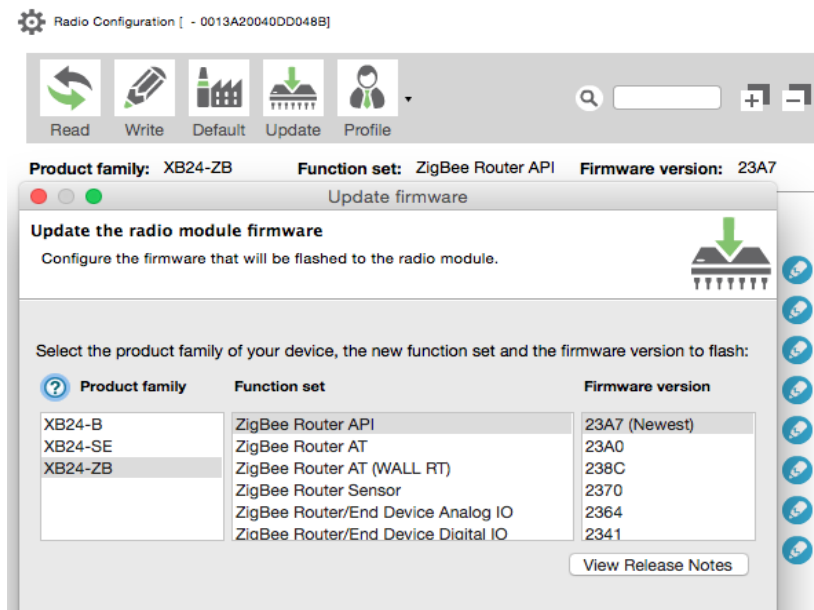 Radio Configuration [ - 0013A20040DD048B]
Read Write Default Update Profile
Product family: XB24-ZB Function set: ZigBee Router API Firmware version: 23A7
Update firmware
Update the radio module firmware
Configure the firmware that will be flashed to the radio module.
Select the product family of your device, the new function set and the firmware version to flash:
? Product family Function set Firmware version
XB24-B ZigBee Router API 23A7 (Newest)
XB24-SE ZigBee Router AT 23A0
XB24-ZB ZigBee Router AT (WALL RT) 238C
ZigBee Router Sensor 2370
ZigBee Router/End Device Analog IO 2364
ZigBee Router/End Device Digital IO 2341
View Release Notes